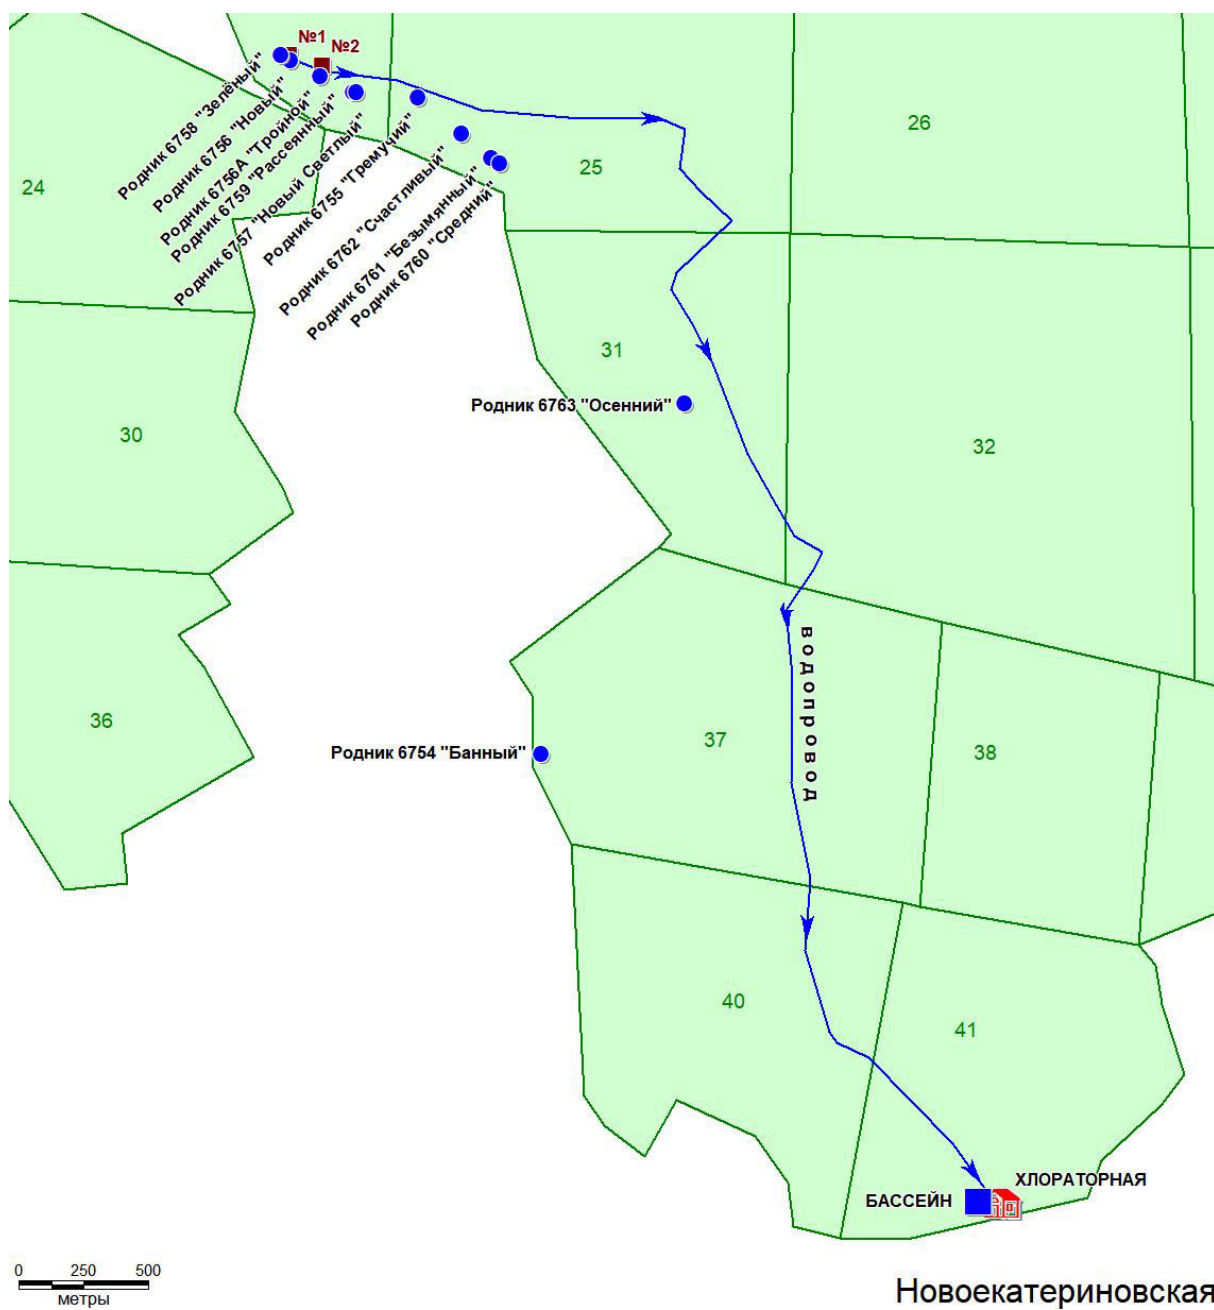 №1
№2
Родник 6758 "Зелёный"
Родник 6756 "Новый"
Родник 6756А "Тройной"
Родник 6759 "Рассеянный"
Родник 6757 "Новый Светлый"
Родник 6755 "Гремучий"
Родник 6762 "Счастливый"
Родник 6761 "Безымянный"
Родник 6760 "Средний"
24
25
26
31
Родник 6763 "Осенний"
30
32
водопровод
36
37
38
Родник 6754 "Банный"
40
41
ХЛОРАТОРНАЯ
БАССЕЙН
0 250 500
метры
Новоекатериновская